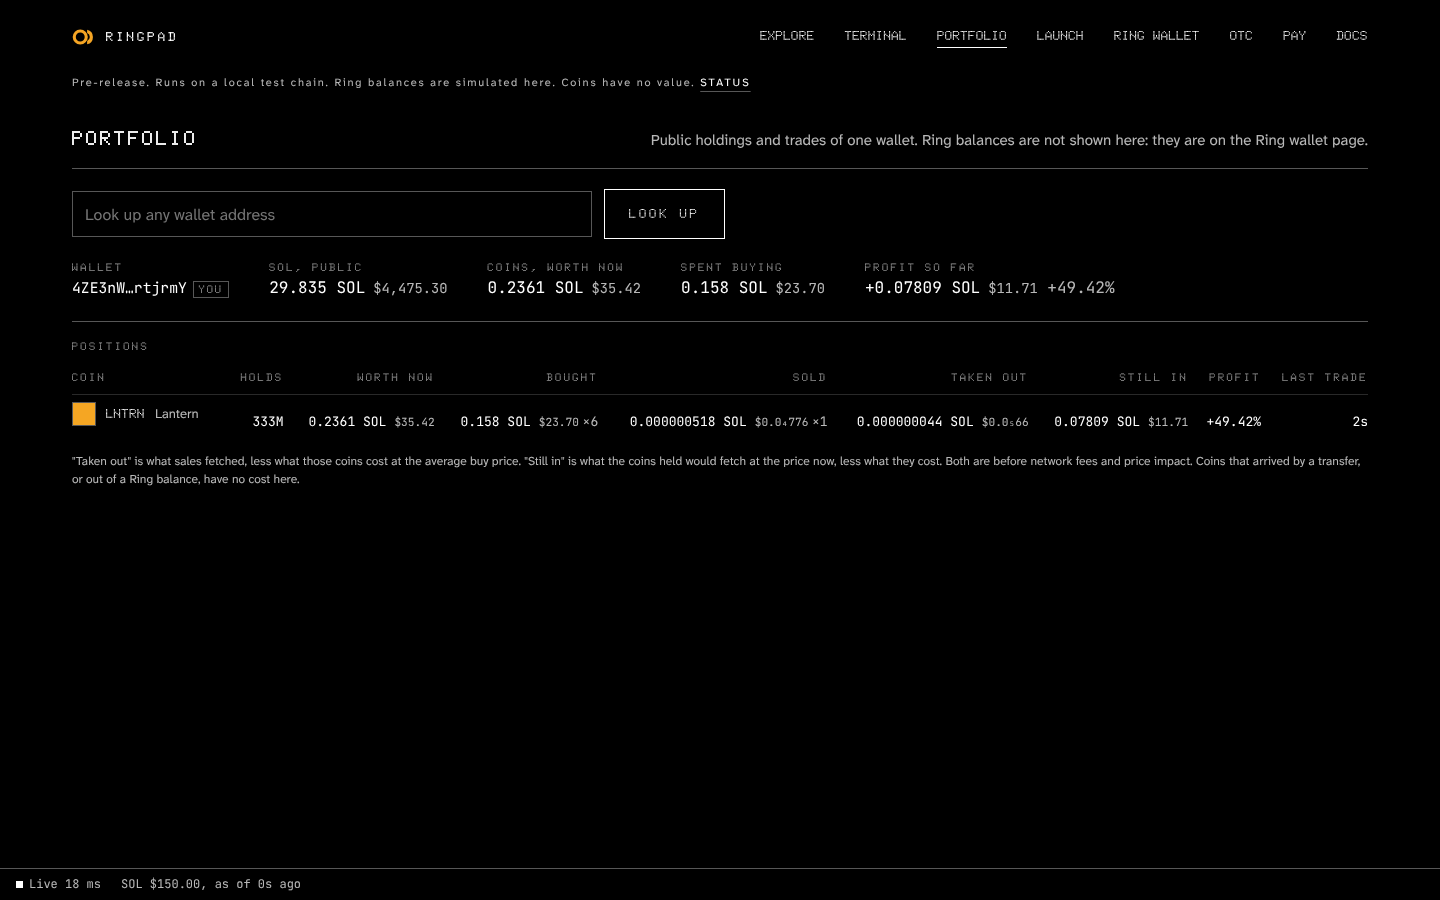 RINGPAD
EXPLORE TERMINAL PORTFOLIO LAUNCH RING WALLET OTC PAY DOCS
Pre-release. Runs on a local test chain. Ring balances are simulated here. Coins have no value. STATUS
PORTFOLIO
Public holdings and trades of one wallet. Ring balances are not shown here: they are on the Ring wallet page.
Look up any wallet address
LOOK UP
WALLET SOL, PUBLIC COINS, WORTH NOW SPENT BUYING PROFIT SO FAR
4ZE3nW…rtjrmY YOU 29.835 SOL $4,475.30 0.2361 SOL $35.42 0.158 SOL $23.70 +0.07809 SOL $11.71 +49.42%
POSITIONS
COIN HOLDS WORTH NOW BOUGHT SOLD TAKEN OUT STILL IN PROFIT LAST TRADE
LNTRN Lantern 333M 0.2361 SOL $35.42 0.158 SOL $23.70 ×6 0.000000518 SOL $0.0₄776 ×1 0.000000044 SOL $0.0₅66 0.07809 SOL $11.71 +49.42% 2s
"Taken out" is what sales fetched, less what those coins cost at the average buy price. "Still in" is what the coins held would fetch at the price now, less what they cost. Both are before network fees and price impact. Coins that arrived by a transfer,
or out of a Ring balance, have no cost here.
Live 18 ms SOL $150.00, as of 0s ago